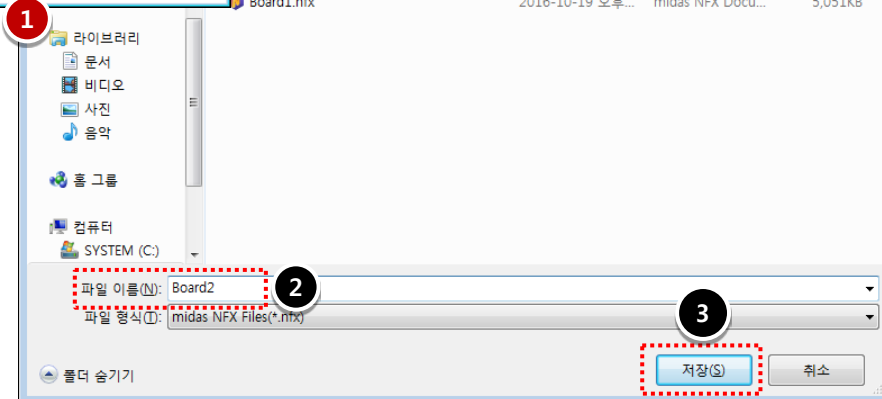 Board1.nfx 2016-10-19 오후... midas NFX Docu... 5,051KB
1
라이브러리
문서
비디오
사진
음악
홈 그룹
컴퓨터
SYSTEM (C:)
파일 이름(N): Board2 2
파일 형식(T): midas NFX Files(*.nfx)
3
폴더 숨기기 저장(S) 취소